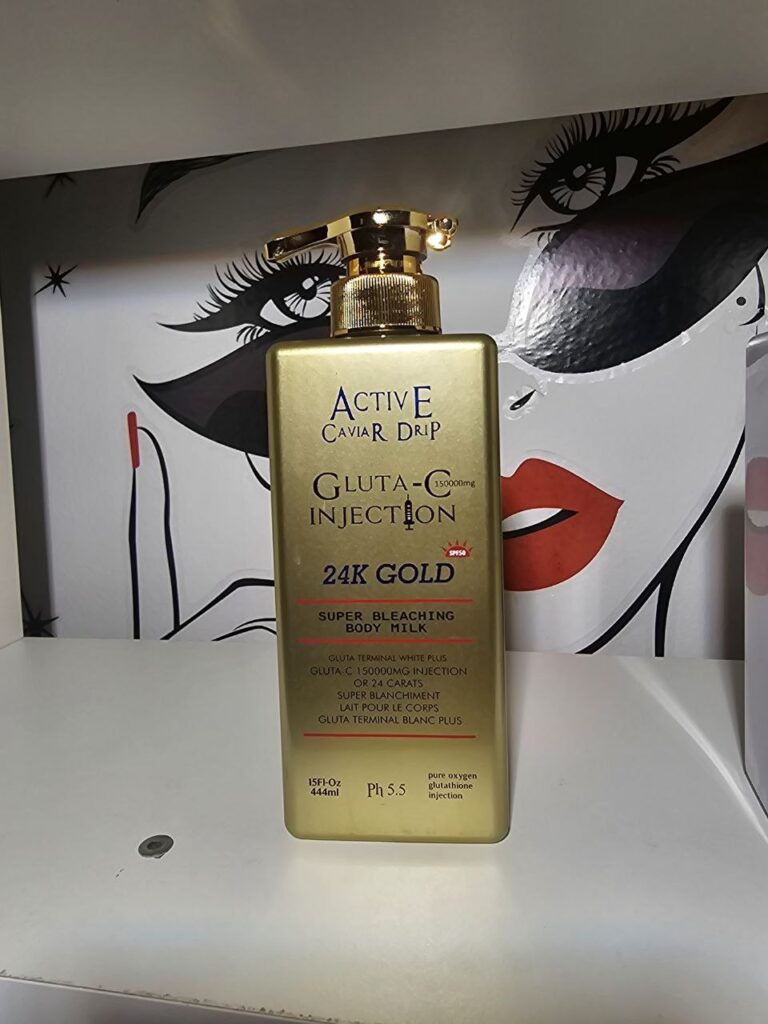 ACTIVE
CAVIAR DRIP
GLUTA-C 150000mg
INJECTION
SPF50
24K GOLD
SUPER BLEACHING
BODY MILK
GLUTA TERMINAL WHITE PLUS
GLUTA-C 150000MG INJECTION
OR 24 CARATS
SUPER BLANCHIMENT
LAIT POUR LE CORPS
GLUTA TERMINAL BLANC PLUS
15Fl-Oz
444ml
Ph 5.5
pure oxygen
glutathione
injection